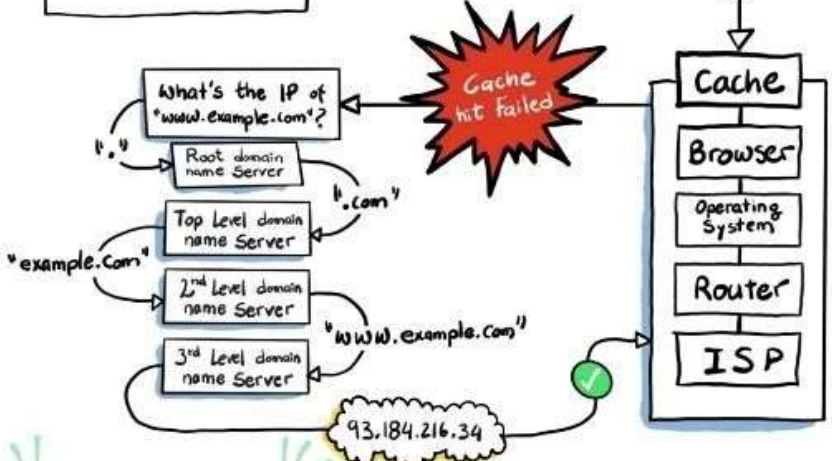 What's the IP of
"www.example.com"?
"."
Root domain
name Server
".com"
Top Level domain
name Server
"example.com"
2nd Level domain
name Server
"www.example.com"
3rd Level domain
name Server
93.184.216.34
Cache
hit failed
Cache
Browser
Operating
System
Router
ISP